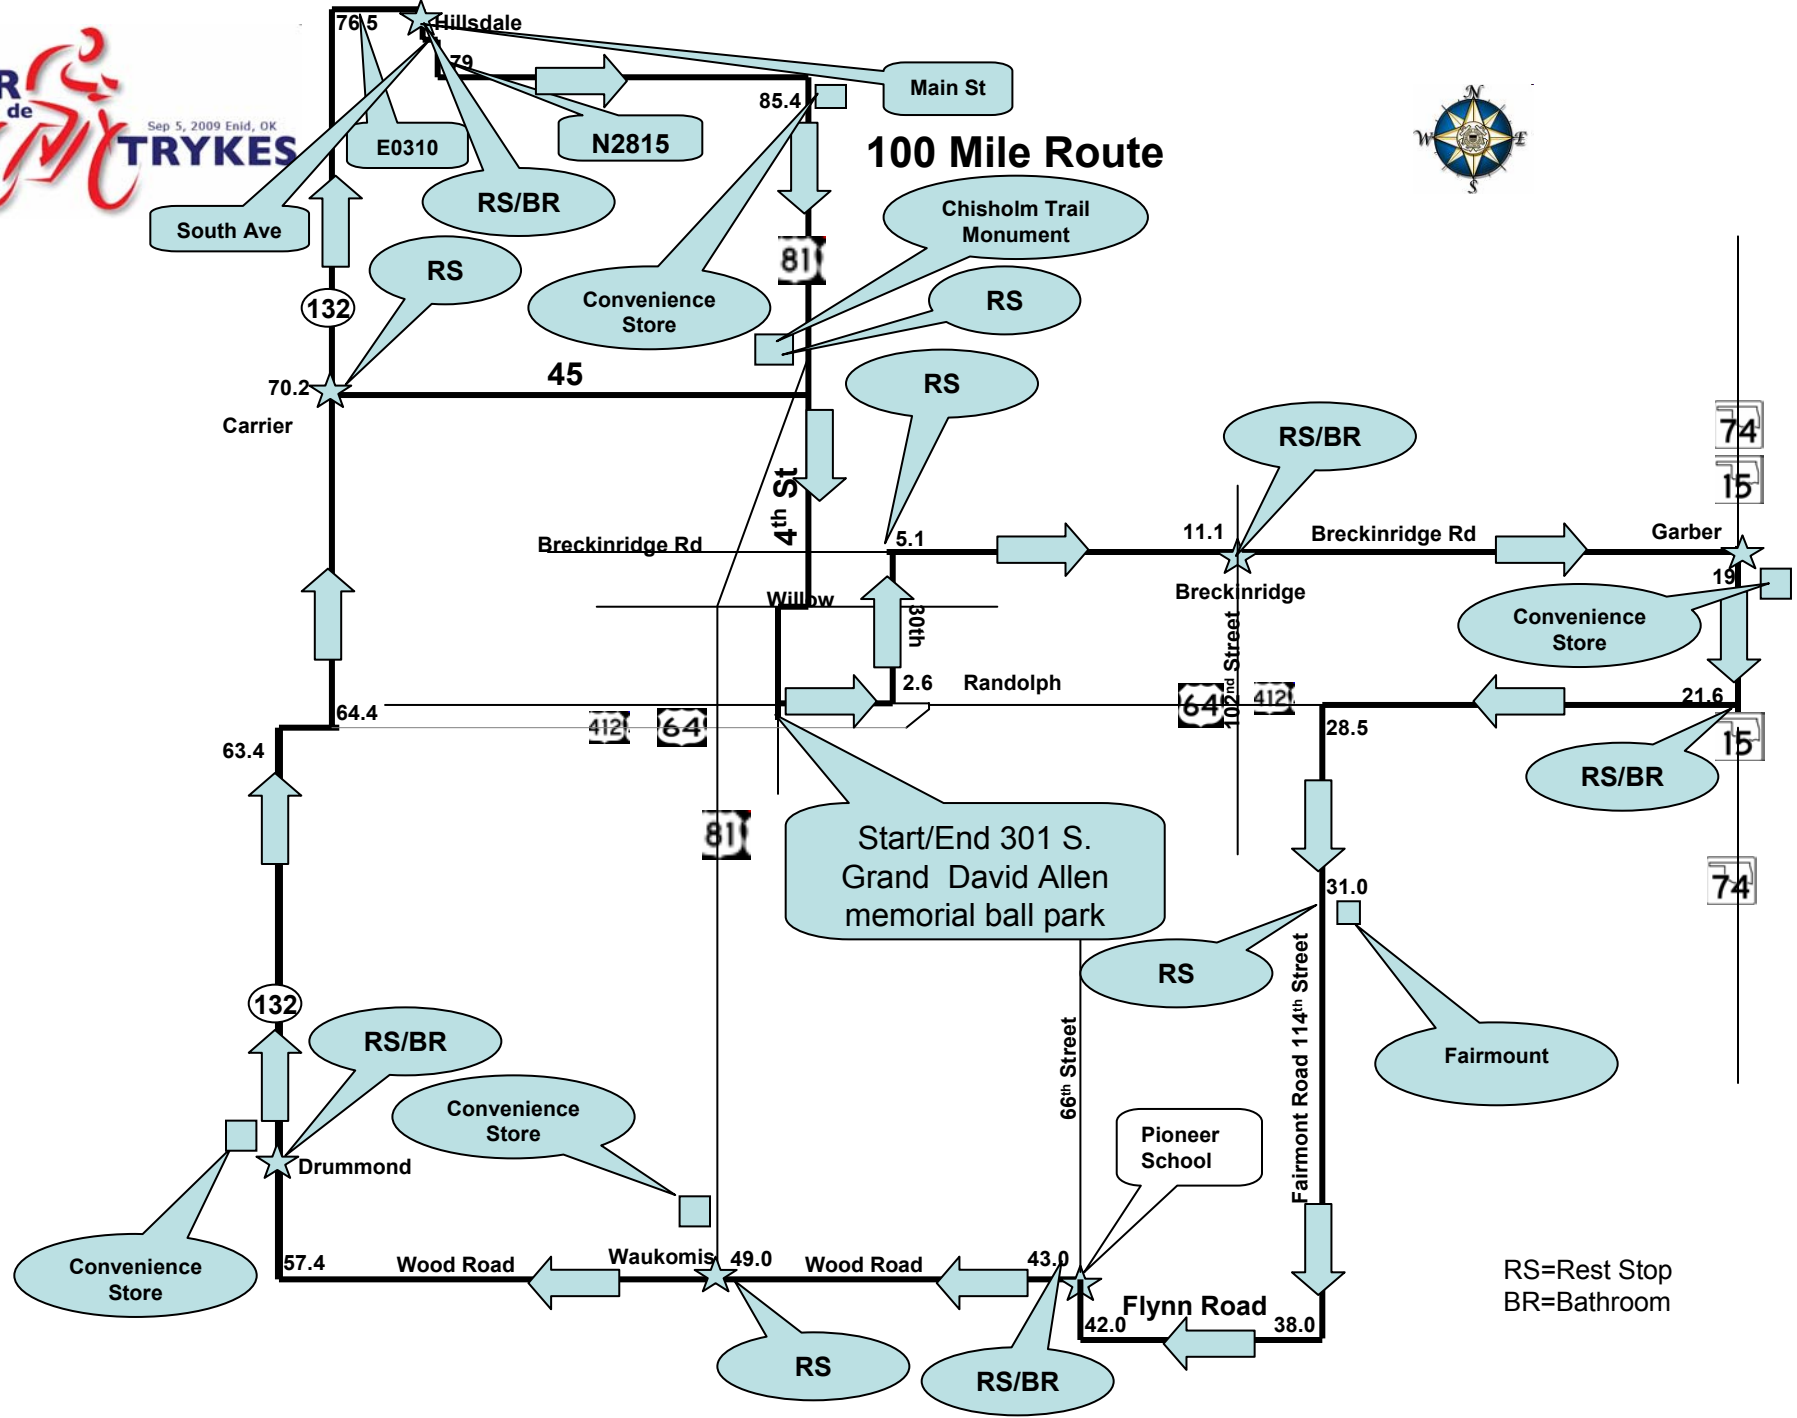 76.5
Hillsdale
79
Main St
85.4
R
de
Sep 5, 2009 Enid, OK
TRYKES
E0310
N2815
100 Mile Route
N
W
E
S
RS/BR
South Ave
Chisholm Trail
Monument
81
RS
132
Convenience
Store
RS
45
70.2
Carrier
RS
RS/BR
74
15
4th St
Breckinridge Rd
5.1
11.1
Breckinridge Rd
Garber
19
Breckinridge
Willow
30th
102nd Street
Convenience
Store
2.6
Randolph
64
412
21.6
64.4
412
64
28.5
15
63.4
RS/BR
81
Start/End 301 S.
Grand David Allen
memorial ball park
31.0
74
RS
Fairmont Road 114th Street
132
RS/BR
66th Street
Fairmount
Convenience
Store
Pioneer
School
Drummond
Convenience
Store
57.4
Wood Road
Waukomis
49.0
Wood Road
43.0
Flynn Road
42.0
38.0
RS
RS/BR
RS=Rest Stop
BR=Bathroom